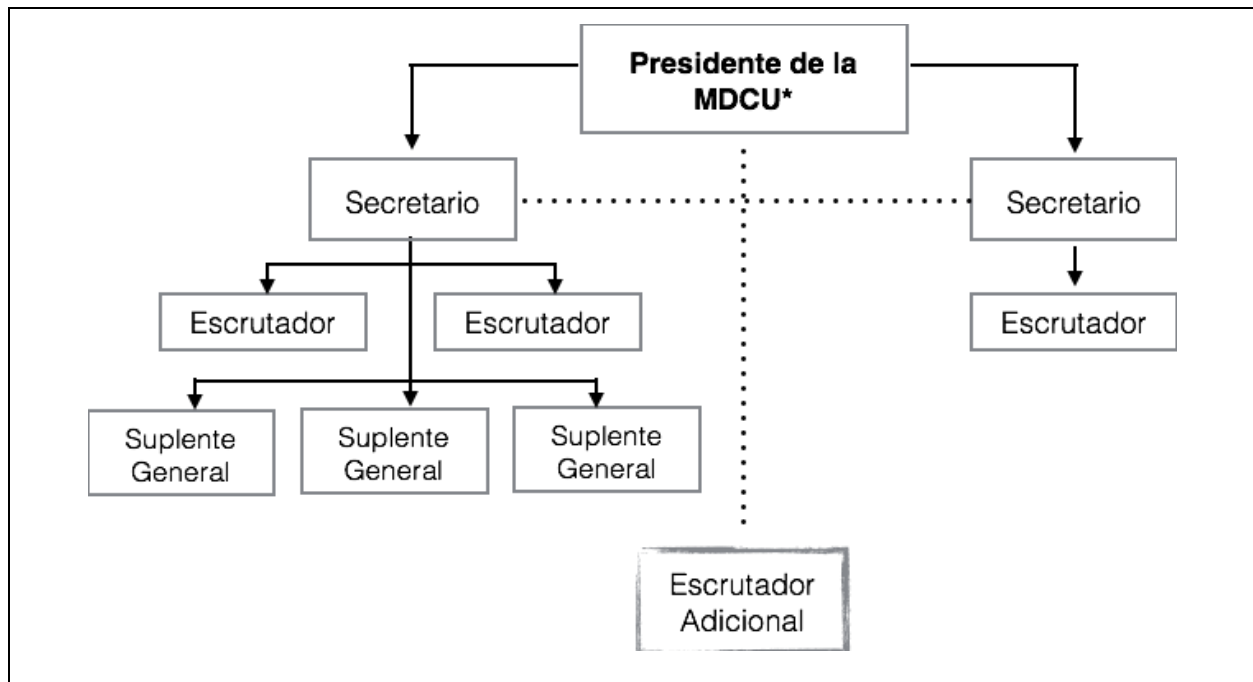 Presidente de la
MDCU*
Secretario
Secretario
Escrutador
Escrutador
Escrutador
Suplente
General
Suplente
General
Suplente
General
Escrutador
Adicional